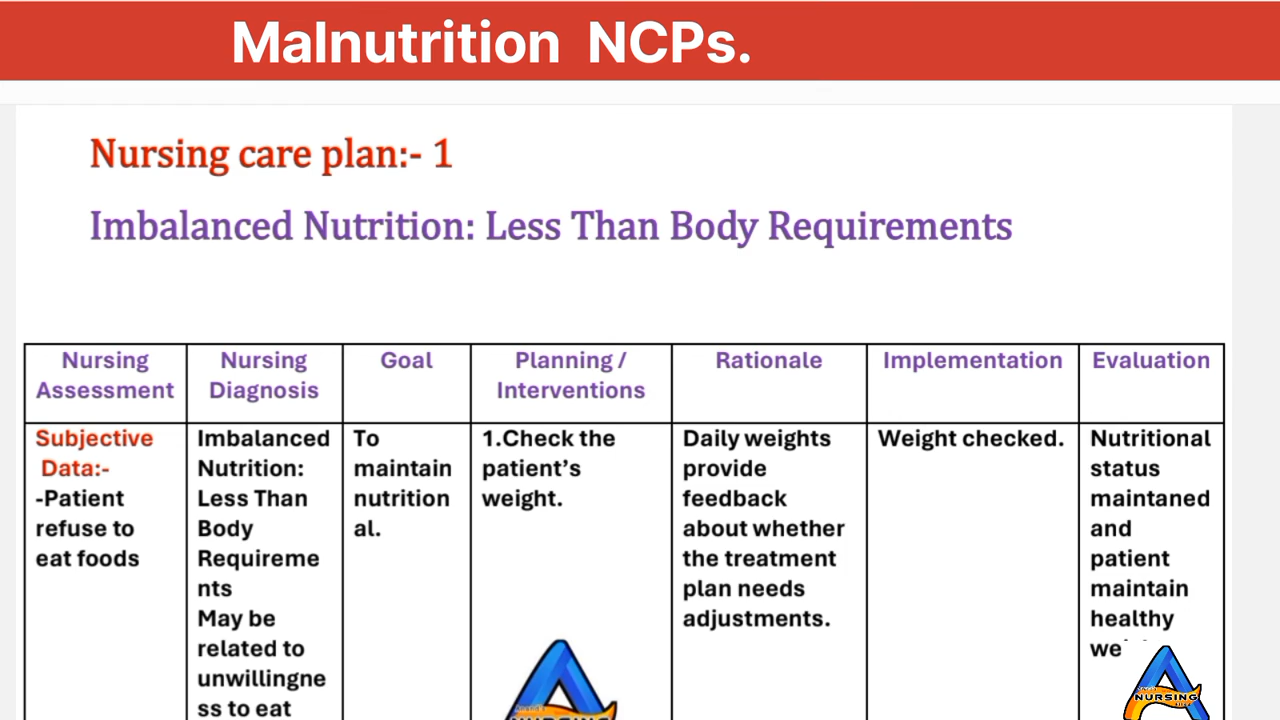 Malnutrition NCPs.
Nursing care plan:- 1
Imbalanced Nutrition: Less Than Body Requirements
Nursing
Assessment
Nursing
Diagnosis
Goal
Planning /
Interventions
Rationale
Implementation
Evaluation
Subjective
Data:-
-Patient
refuse to
eat foods
Imbalanced
Nutrition:
Less Than
Body
Requireme
nts
May be
related to
unwillingne
ss to eat
To
maintain
nutrition
al.
1.Check the
patient’s
weight.
Daily weights
provide
feedback
about whether
the treatment
plan needs
adjustments.
Weight checked.
Nutritional
status
maintaned
and
patient
maintain
healthy
NURSING
NURSING